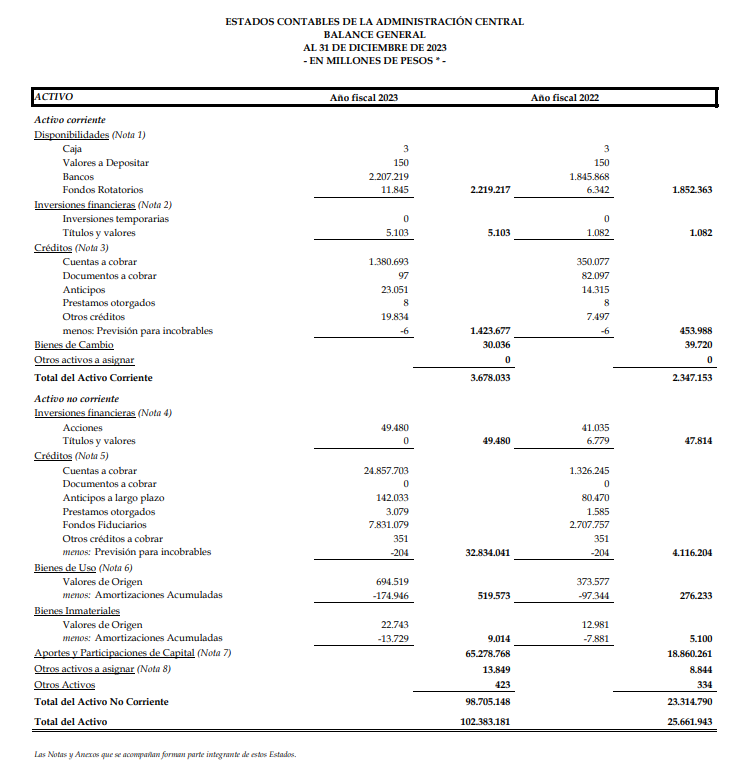 ESTADOS CONTABLES DE LA ADMINISTRACIÓN CENTRAL
BALANCE GENERAL
AL 31 DE DICIEMBRE DE 2023
- EN MILLONES DE PESOS * -
ACTIVO Año fiscal 2023 Año fiscal 2022
Activo corriente
Disponibilidades (Nota 1)
Caja 3 3
Valores a Depositar 150 150
Bancos 2.207.219 1.845.868
Fondos Rotatorios 11.845 2.219.217 6.342 1.852.363
Inversiones financieras (Nota 2)
Inversiones temporarias 0 0
Títulos y valores 5.103 5.103 1.082 1.082
Créditos (Nota 3)
Cuentas a cobrar 1.380.693 350.077
Documentos a cobrar 97 82.097
Anticipos 23.051 14.315
Prestamos otorgados 8 8
Otros créditos 19.834 7.497
menos: Previsión para incobrables -6 1.423.677 -6 453.988
Bienes de Cambio 30.036 39.720
Otros activos a asignar 0 0
Total del Activo Corriente 3.678.033 2.347.153
Activo no corriente
Inversiones financieras (Nota 4)
Acciones 49.480 41.035
Títulos y valores 0 49.480 6.779 47.814
Créditos (Nota 5)
Cuentas a cobrar 24.857.703 1.326.245
Documentos a cobrar 0 0
Anticipos a largo plazo 142.033 80.470
Prestamos otorgados 3.079 1.585
Fondos Fiduciarios 7.831.079 2.707.757
Otros créditos a cobrar 351 351
menos: Previsión para incobrables -204 32.834.041 -204 4.116.204
Bienes de Uso (Nota 6)
Valores de Origen 694.519 373.577
menos: Amortizaciones Acumuladas -174.946 519.573 -97.344 276.233
Bienes Inmateriales
Valores de Origen 22.743 12.981
menos: Amortizaciones Acumuladas -13.729 9.014 -7.881 5.100
Aportes y Participaciones de Capital (Nota 7) 65.278.768 18.860.261
Otros activos a asignar (Nota 8) 13.849 8.844
Otros Activos 423 334
Total del Activo No Corriente 98.705.148 23.314.790
Total del Activo 102.383.181 25.661.943
Las Notas y Anexos que se acompañan forman parte integrante de estos Estados.